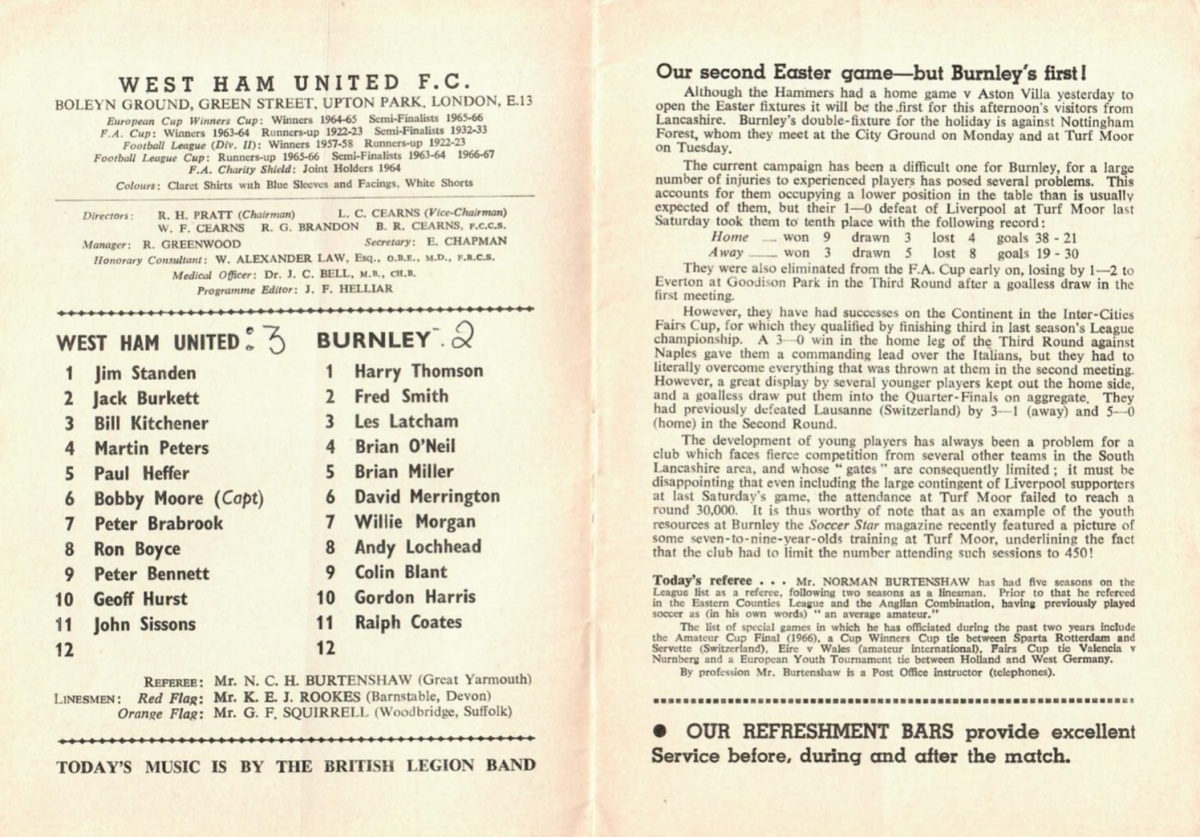 WEST HAM UNITED F.C.
BOLEYN GROUND, GREEN STREET, UPTON PARK, LONDON, E.13
European Cup Winners Cup: Winners 1964-65 Semi-Finalists 1965-66
F.A. Cup: Winners 1963-64 Runners-up 1922-23 Semi-Finalists 1932-33
Football League (Div. II): Winners 1957-58 Runners-up 1922-23
Football League Cup: Runners-up 1965-66 Semi-Finalists 1963-64 1966-67
F.A. Charity Shield: Joint Holders 1964
Colours: Claret Shirts with Blue Sleeves and Facings, White Shorts
Directors: R. H. PRATT (Chairman) L. C. CEARNS (Vice-Chairman)
W. F. CEARNS R. G. BRANDON B. R. CEARNS, F.C.C.S.
Manager: R. GREENWOOD Secretary: E. CHAPMAN
Honorary Consultant: W. ALEXANDER LAW, Esq., O.B.E., M.D., F.R.C.S.
Medical Officer: Dr. J. C. BELL, M.B., CH.B.
Programme Editor: J. F. HELLIAR
WEST HAM UNITED : 3 BURNLEY . 2
1 Jim Standen 1 Harry Thomson
2 Jack Burkett 2 Fred Smith
3 Bill Kitchener 3 Les Latcham
4 Martin Peters 4 Brian O'Neil
5 Paul Heffer 5 Brian Miller
6 Bobby Moore (Capt) 6 David Merrington
7 Peter Brabrook 7 Willie Morgan
8 Ron Boyce 8 Andy Lochhead
9 Peter Bennett 9 Colin Blant
10 Geoff Hurst 10 Gordon Harris
11 John Sissons 11 Ralph Coates
12 12
REFEREE: Mr. N. C. H. BURTENSHAW (Great Yarmouth)
LINESMEN: Red Flag: Mr. K. E. J. ROOKES (Barnstable, Devon)
Orange Flag: Mr. G. F. SQUIRRELL (Woodbridge, Suffolk)
TODAY'S MUSIC IS BY THE BRITISH LEGION BAND
Our second Easter game—but Burnley's first!
Although the Hammers had a home game v Aston Villa yesterday to
open the Easter fixtures it will be the first for this afternoon's visitors from
Lancashire. Burnley's double-fixture for the holiday is against Nottingham
Forest, whom they meet at the City Ground on Monday and at Turf Moor
on Tuesday.
The current campaign has been a difficult one for Burnley, for a large
number of injuries to experienced players has posed several problems. This
accounts for them occupying a lower position in the table than is usually
expected of them, but their 1—0 defeat of Liverpool at Turf Moor last
Saturday took them to tenth place with the following record:
Home .... won 9 drawn 3 lost 4 goals 38 - 21
Away ........ won 3 drawn 5 lost 8 goals 19 - 30
They were also eliminated from the F.A. Cup early on, losing by 1—2 to
Everton at Goodison Park in the Third Round after a goalless draw in the
first meeting.
However, they have had successes on the Continent in the Inter-Cities
Fairs Cup, for which they qualified by finishing third in last season's League
championship. A 3—0 win in the home leg of the Third Round against
Naples gave them a commanding lead over the Italians, but they had to
literally overcome everything that was thrown at them in the second meeting.
However, a great display by several younger players kept out the home side,
and a goalless draw put them into the Quarter-Finals on aggregate. They
had previously defeated Lausanne (Switzerland) by 3—1 (away) and 5—0
(home) in the Second Round.
The development of young players has always been a problem for a
club which faces fierce competition from several other teams in the South
Lancashire area, and whose " gates " are consequently limited ; it must be
disappointing that even including the large contingent of Liverpool supporters
at last Saturday's game, the attendance at Turf Moor failed to reach a
round 30,000. It is thus worthy of note that as an example of the youth
resources at Burnley the Soccer Star magazine recently featured a picture of
some seven-to-nine-year-olds training at Turf Moor, underlining the fact
that the club had to limit the number attending such sessions to 450!
Today's referee . . . Mr. NORMAN BURTENSHAW has had five seasons on the
League list as a referee, following two seasons as a linesman. Prior to that he refereed
in the Eastern Counties League and the Anglian Combination, having previously played
soccer as (in his own words) " an average amateur."
The list of special games in which he has officiated during the past two years include
the Amateur Cup Final (1966), a Cup Winners Cup tie between Sparta Rotterdam and
Servette (Switzerland), Eire v Wales (amateur international), Fairs Cup tie Valencia v
Nurnberg and a European Youth Tournament tie between Holland and West Germany.
By profession Mr. Burtenshaw is a Post Office instructor (telephones).
● OUR REFRESHMENT BARS provide excellent
Service before, during and after the match.